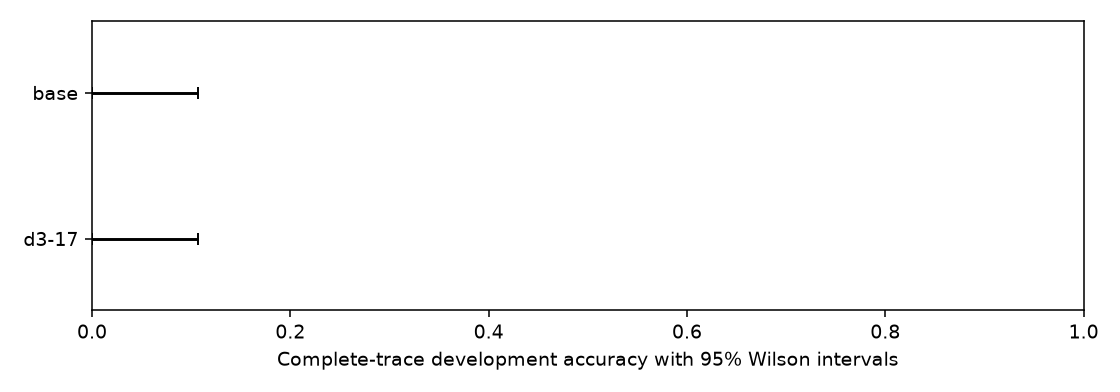 base
d3-17
0.0 0.2 0.4 0.6 0.8 1.0
Complete-trace development accuracy with 95% Wilson intervals